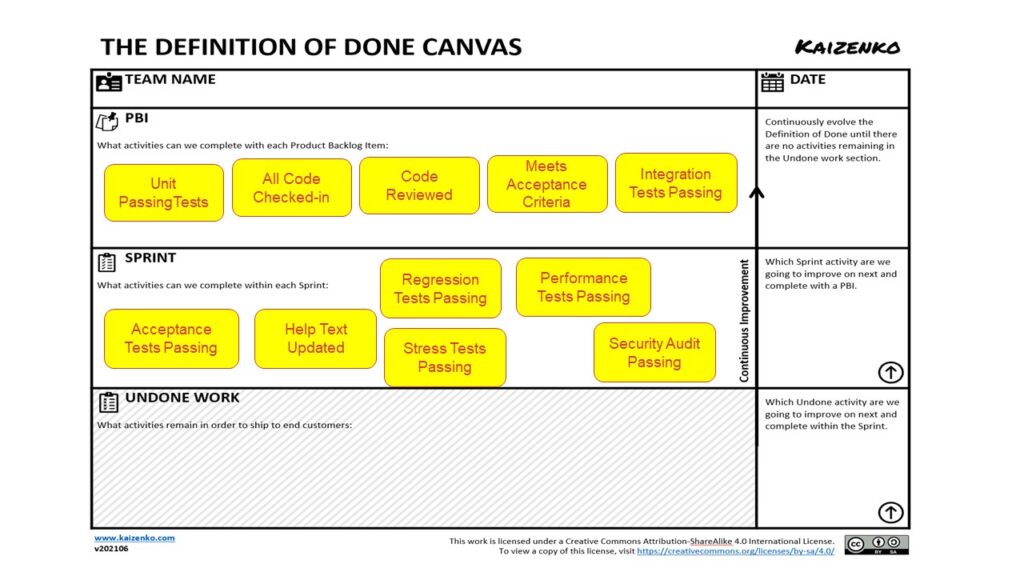 THE DEFINITION OF DONE CANVAS
KAIZENKO
TEAM NAME
DATE
PBI
What activities can we complete with each Product Backlog Item:
Unit
PassingTests
All Code
Checked-in
Code
Reviewed
Meets
Acceptance
Criteria
Integration
Tests Passing
Continuously evolve the
Definition of Done until there
are no activities remaining in
the Undone work section.
SPRINT
What activities can we complete within each Sprint:
Regression
Tests Passing
Performance
Tests Passing
Acceptance
Tests Passing
Help Text
Updated
Stress Tests
Passing
Security Audit
Passing
Continuous Improvement
Which Sprint activity are we
going to improve on next and
complete with a PBI.
UNDONE WORK
What activities remain in order to ship to end customers:
Which Undone activity are we
going to improve on next and
complete within the Sprint.
www.kaizenko.com
v202106
This work is licensed under a Creative Commons Attribution-ShareAlike 4.0 International License.
To view a copy of this license, visit https://creativecommons.org/licenses/by-sa/4.0/
cc
BY SA